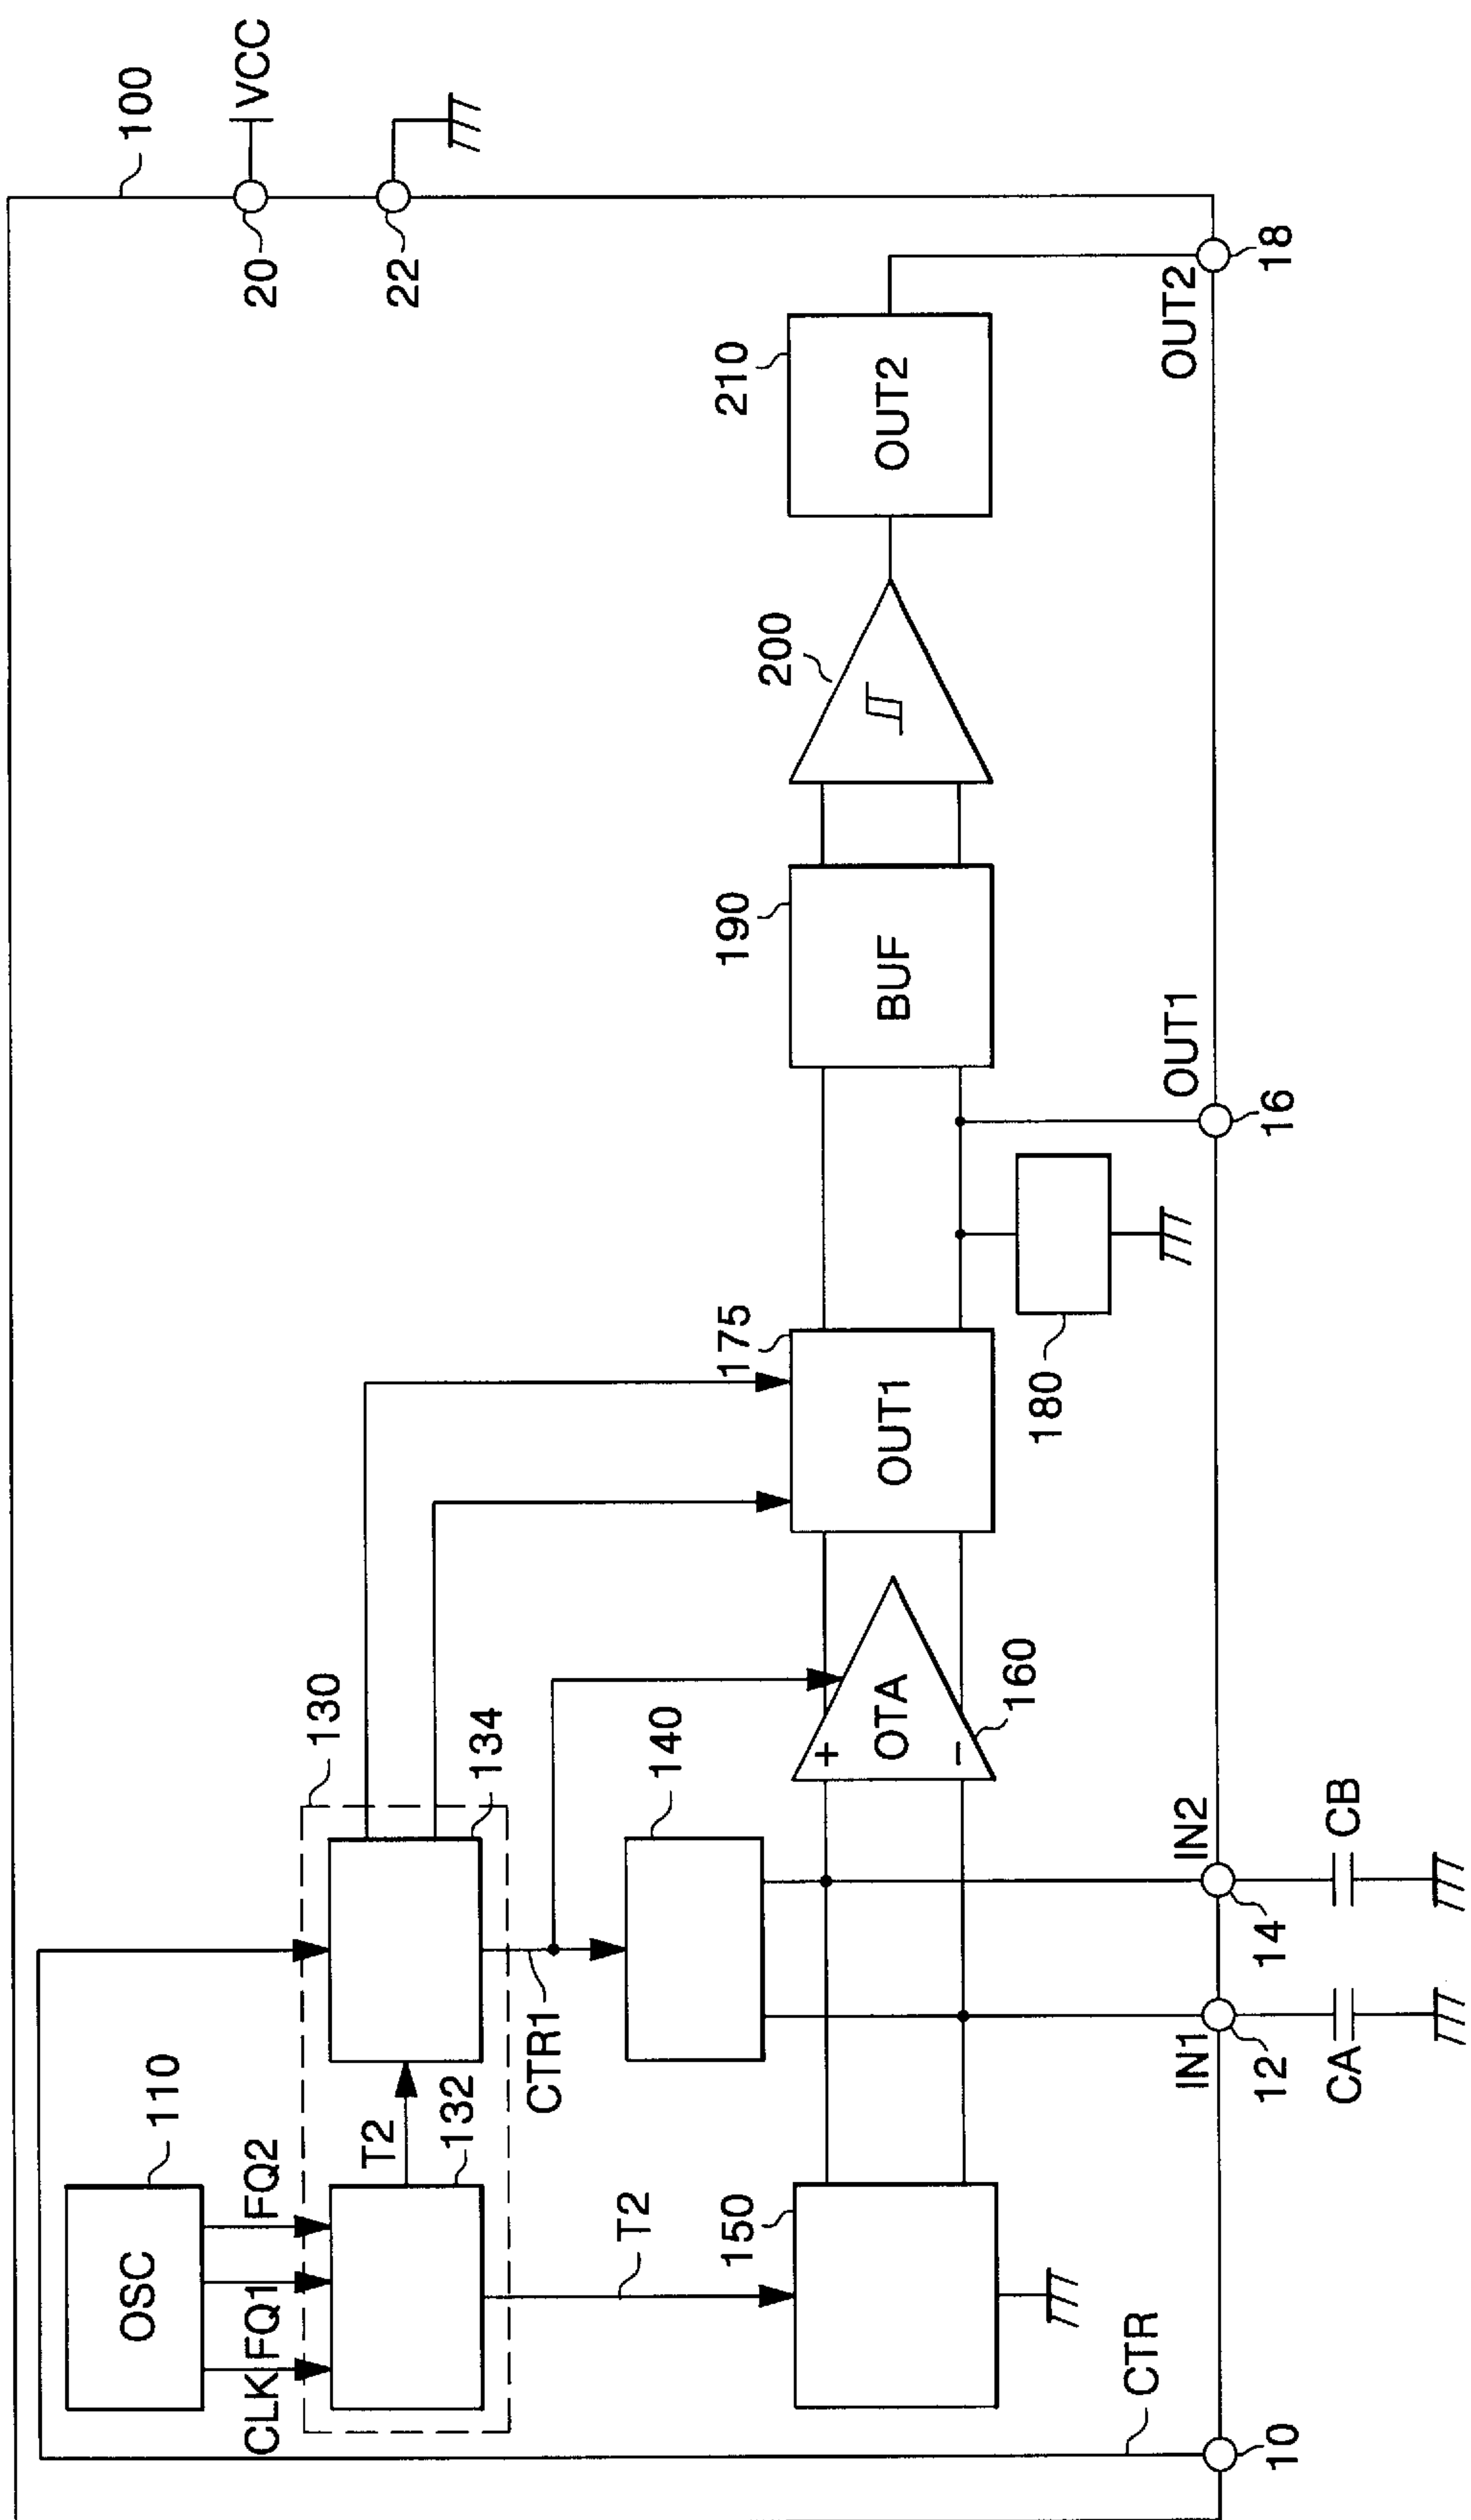 100
VCC
20
22
OUT2
18
210
OUT2
200
190
BUF
OUT1
16
175
OUT1
180
130
134
140
+
OTA
-
160
IN2
14
CB
CTR1
IN1
12
CA
110
OSC
CLK
FQ1
FQ2
T2
132
T2
150
CTR
10